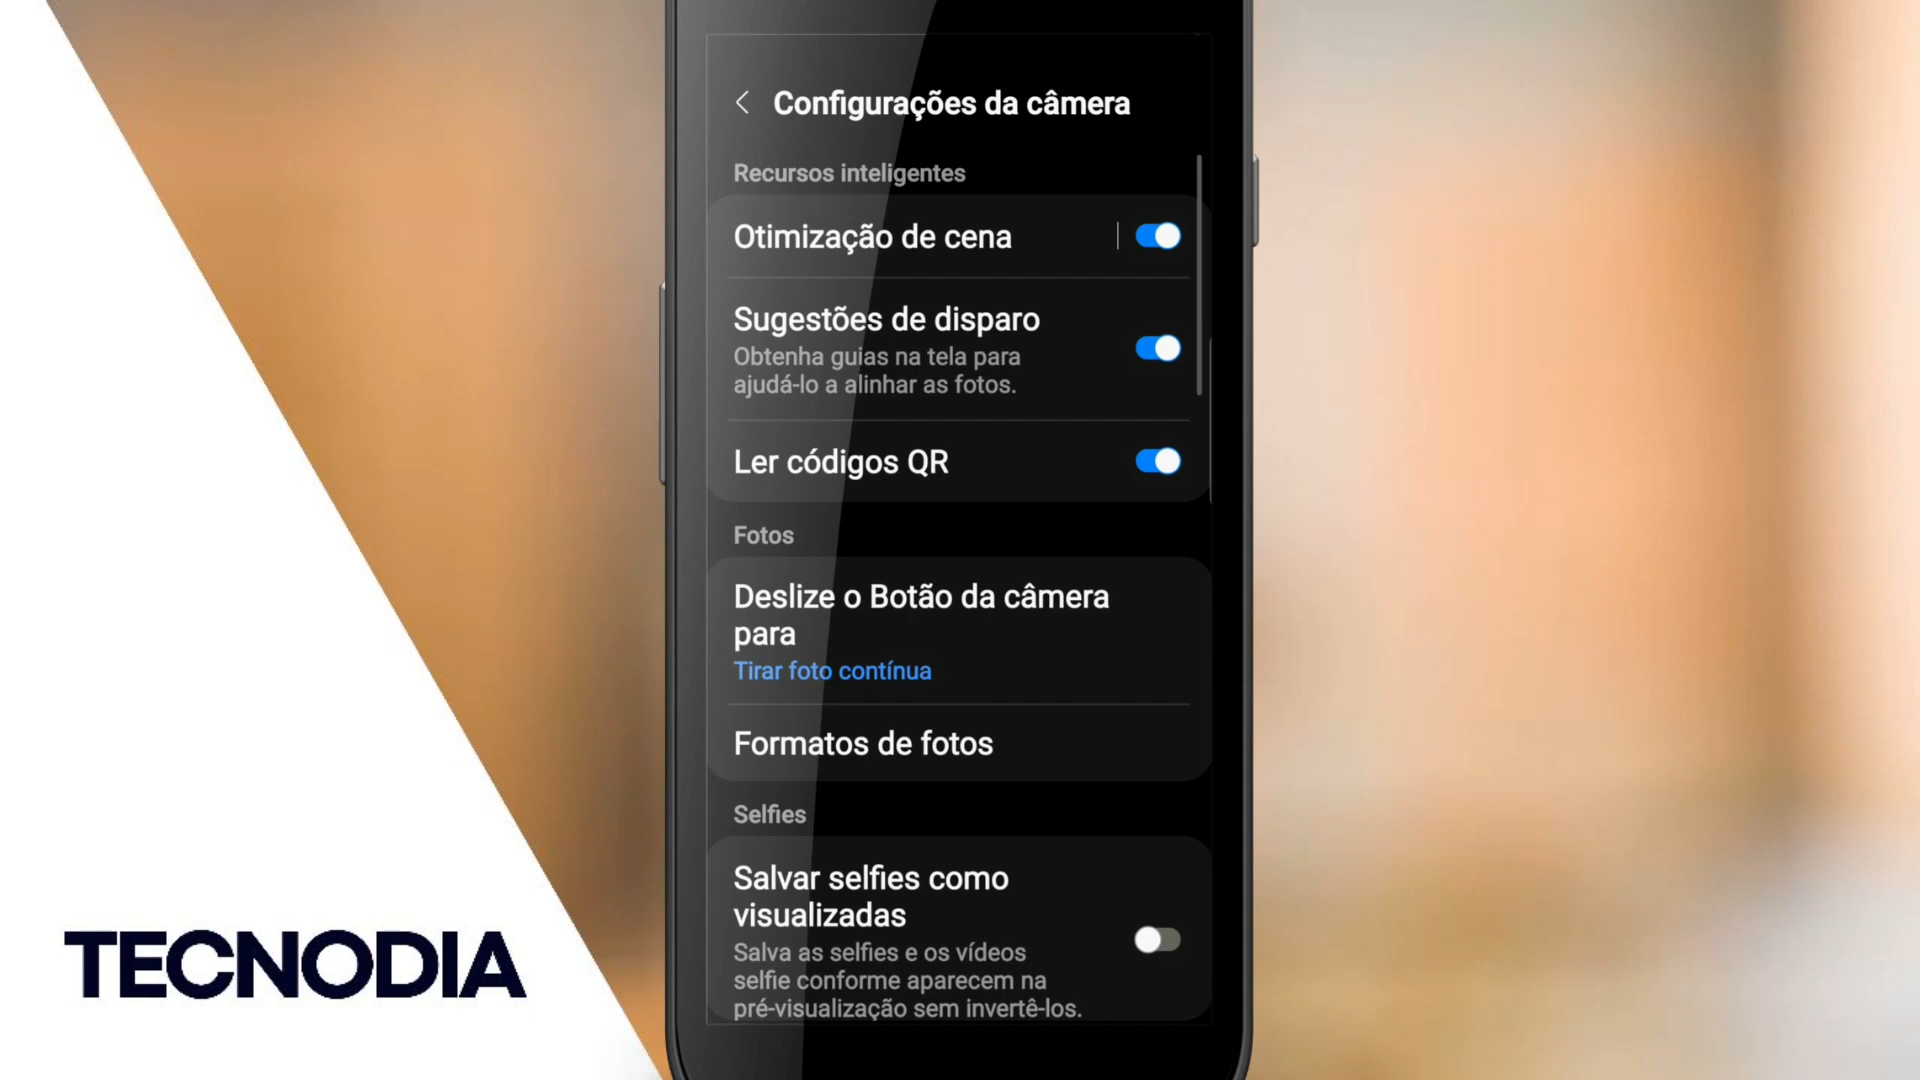 Configurações da câmera
Recursos inteligentes
Otimização de cena
Sugestões de disparo
Obtenha guias na tela para
ajudá-lo a alinhar as fotos.
Ler códigos QR
Fotos
Deslize o Botão da câmera
para
Tirar foto contínua
Formatos de fotos
Selfies
Salvar selfies como
visualizadas
Salva as selfies e os vídeos
selfie conforme aparecem na
pré-visualização sem invertê-los.
TECNODIA